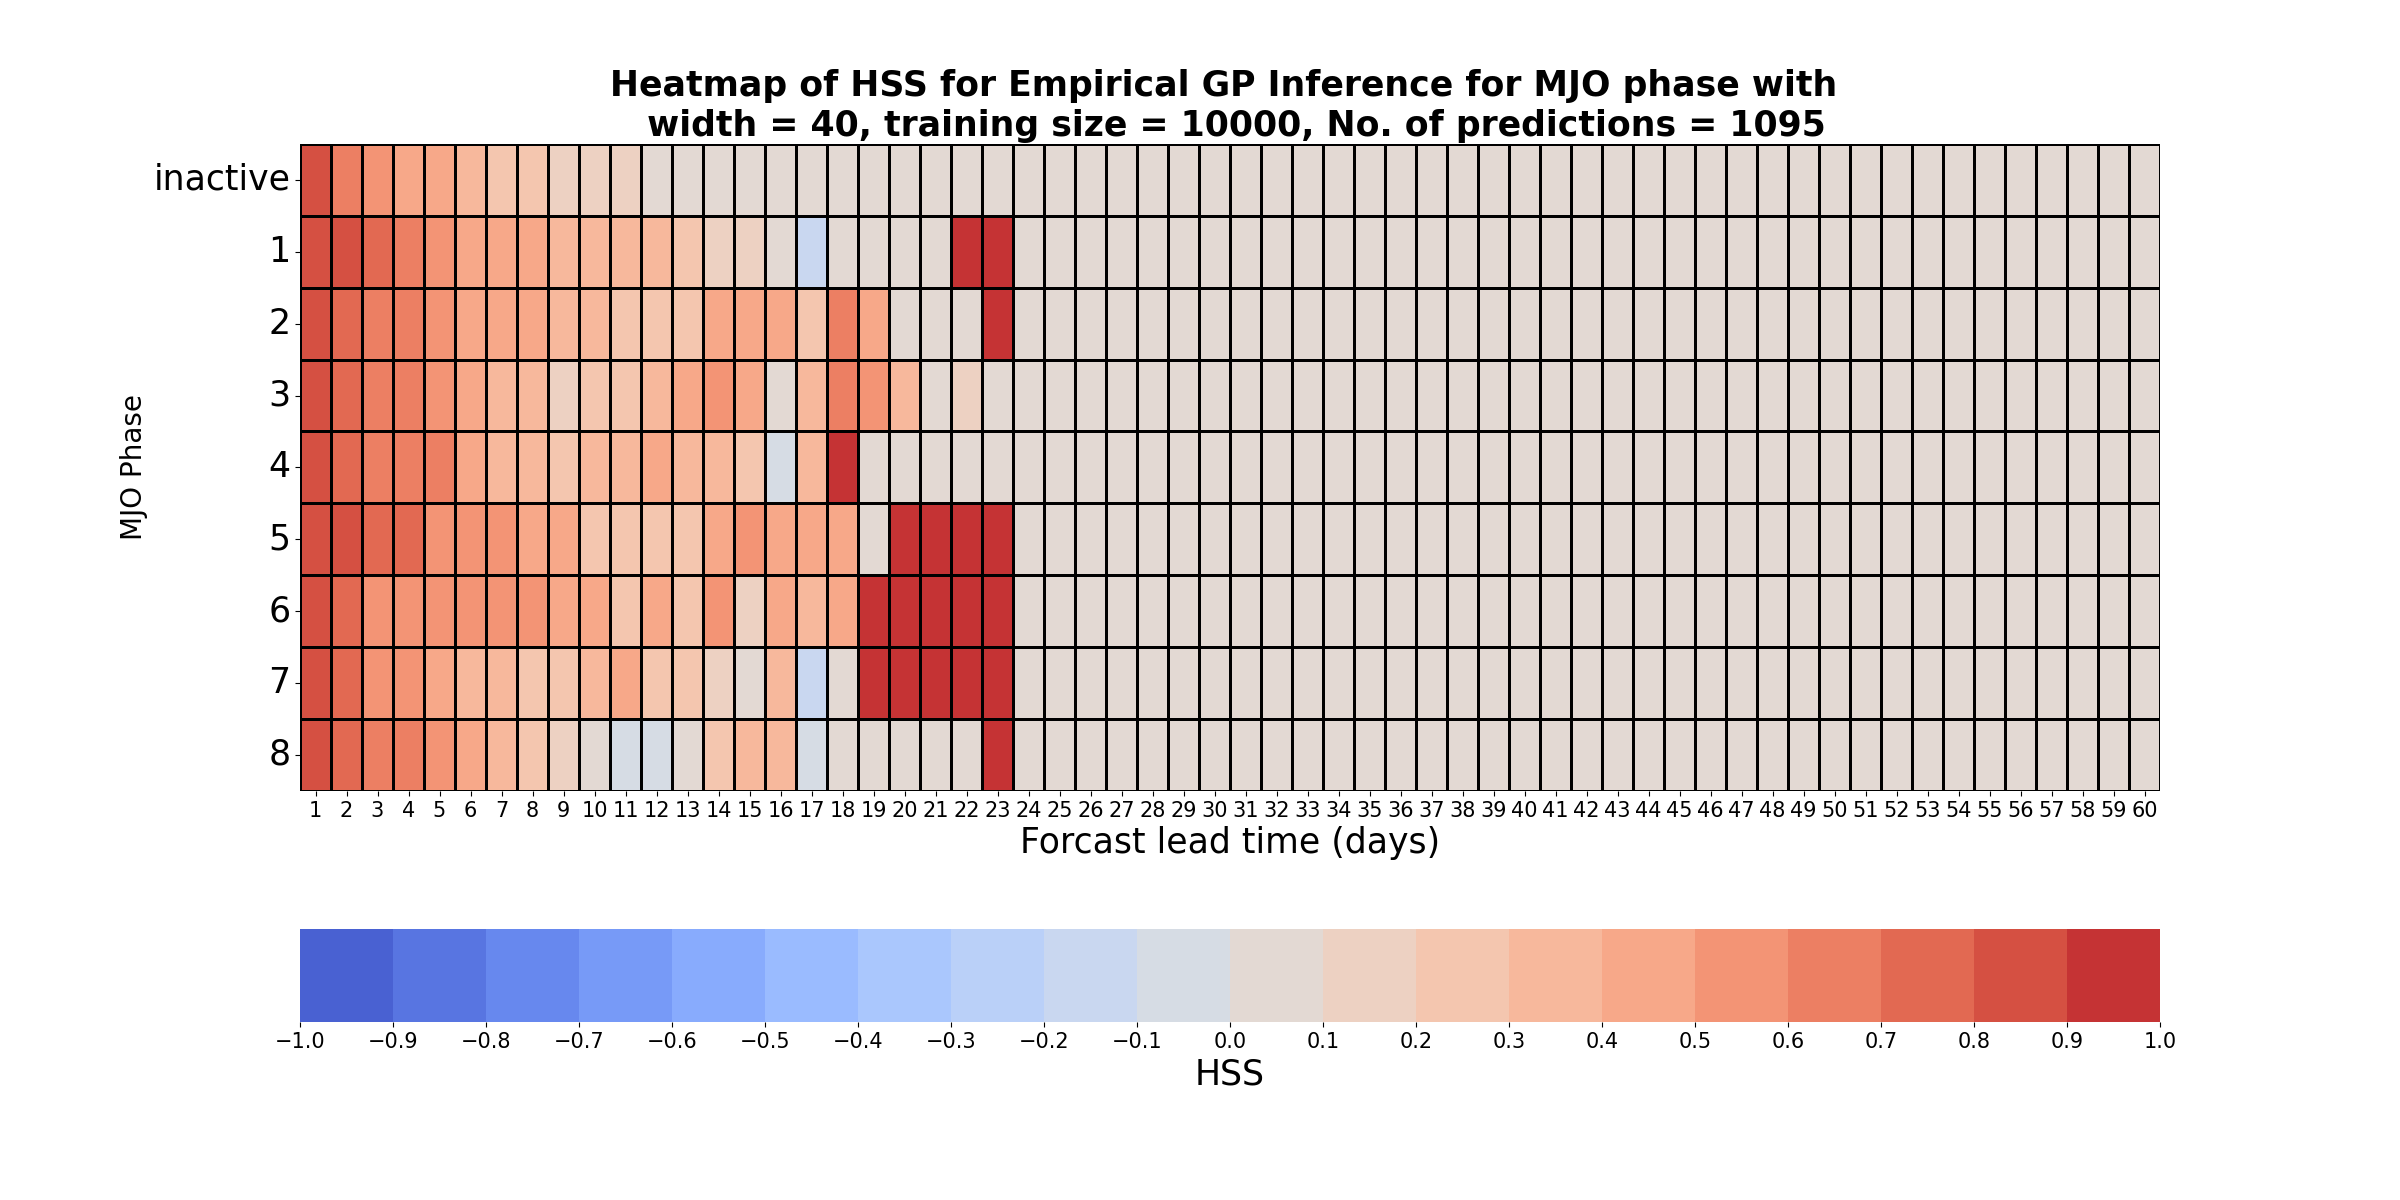 Heatmap of HSS for Empirical GP Inference for MJO phase with
width = 40, training size = 10000, No. of predictions = 1095
MJO Phase
inactive
1
2
3
4
5
6
7
8
1 2 3 4 5 6 7 8 9 10 11 12 13 14 15 16 17 18 19 20 21 22 23 24 25 26 27 28 29 30 31 32 33 34 35 36 37 38 39 40 41 42 43 44 45 46 47 48 49 50 51 52 53 54 55 56 57 58 59 60
Forcast lead time (days)
−1.0 −0.9 −0.8 −0.7 −0.6 −0.5 −0.4 −0.3 −0.2 −0.1 0.0 0.1 0.2 0.3 0.4 0.5 0.6 0.7 0.8 0.9 1.0
HSS